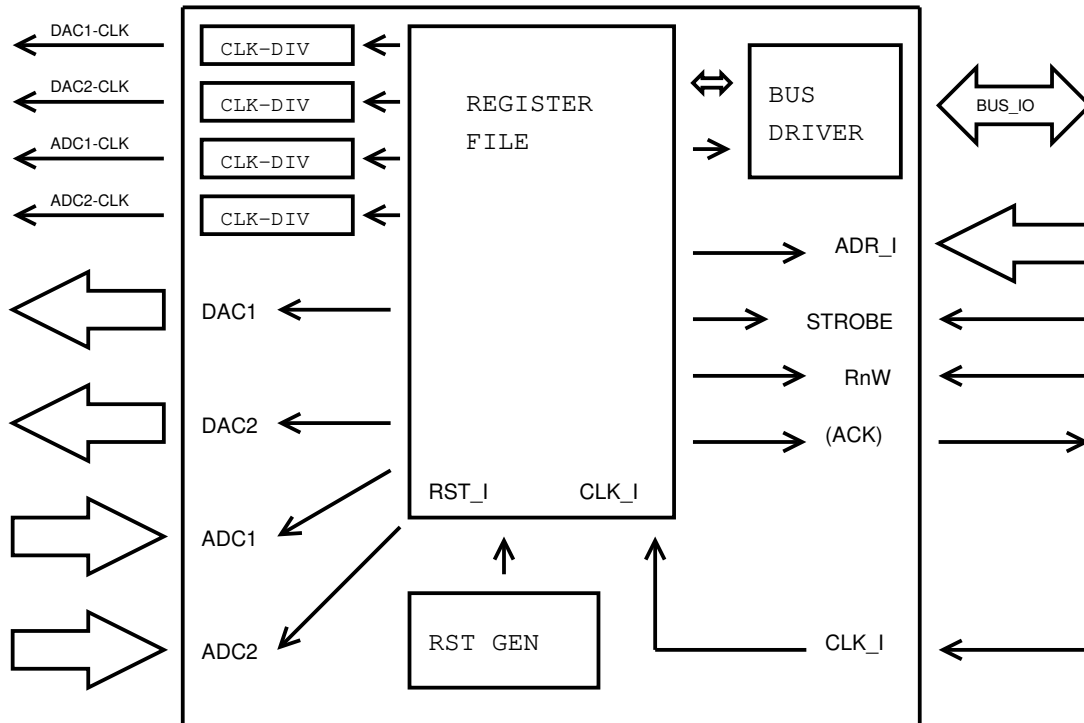 DAC1-CLK
DAC2-CLK
ADC1-CLK
ADC2-CLK
CLK-DIV
CLK-DIV
CLK-DIV
CLK-DIV
DAC1
DAC2
ADC1
ADC2
REGISTER
FILE
RST_I
CLK_I
RST GEN
BUS
DRIVER
ADR_I
STROBE
RnW
(ACK)
CLK_I
BUS_IO